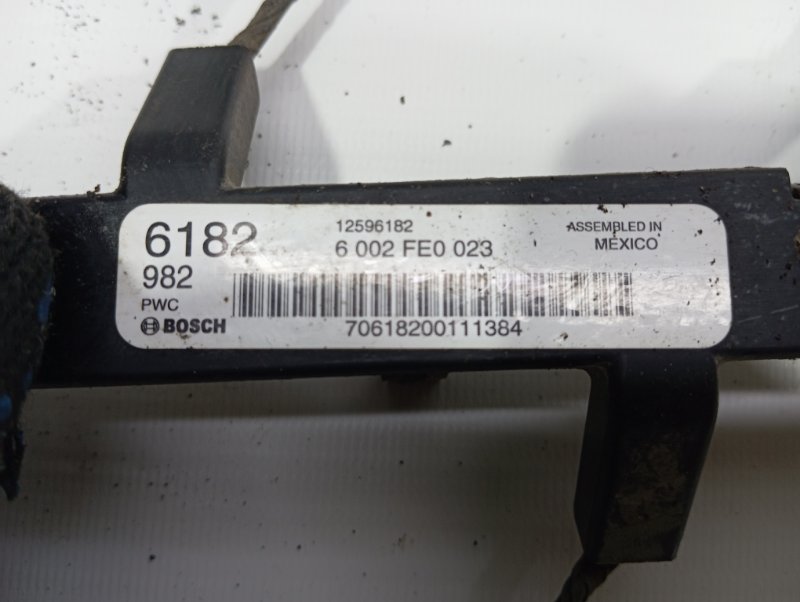 6182
982
PWC
BOSCH
12596182
6 002 FE0 023
70618200111384
ASSEMBLED IN
MEXICO